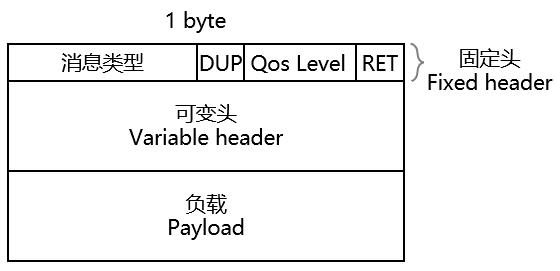 1 byte
消息类型 DUP Qos Level RET
固定头
Fixed header
可变头
Variable header
负载
Payload